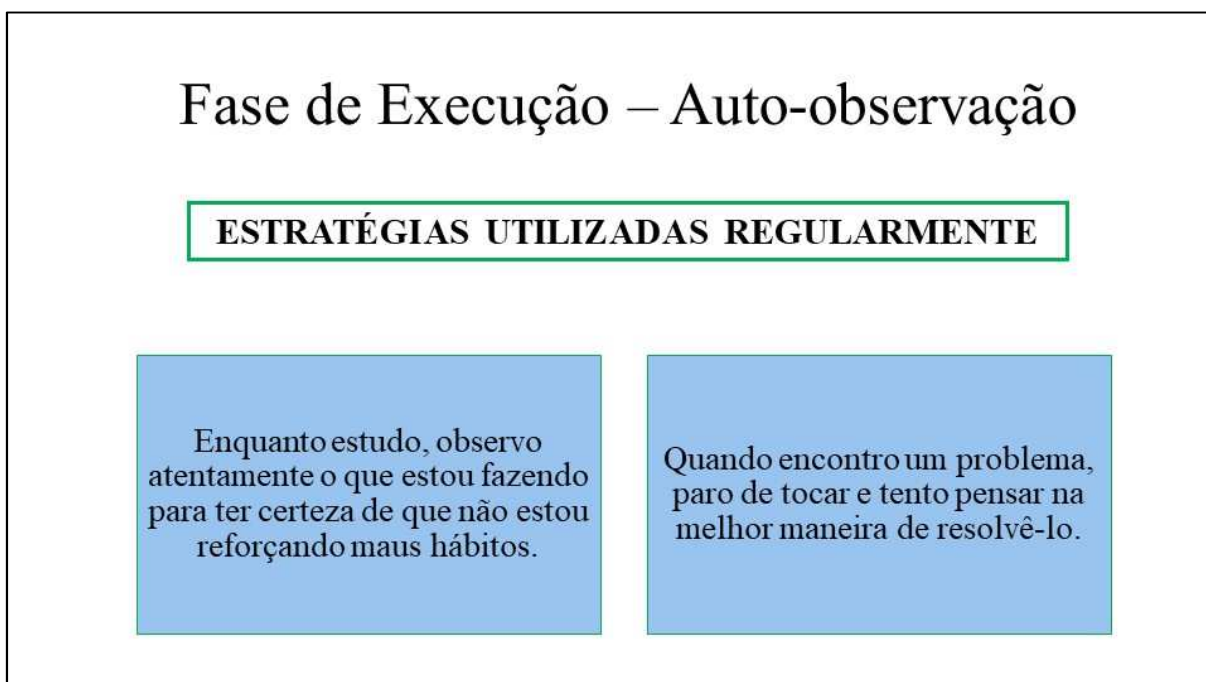 Fase de Execução – Auto-observação
ESTRATÉGIAS UTILIZADAS REGULARMENTE
Enquanto estudo, observo
atentamente o que estou fazendo
para ter certeza de que não estou
reforçando maus hábitos.
Quando encontro um problema,
paro de tocar e tento pensar na
melhor maneira de resolvê-lo.